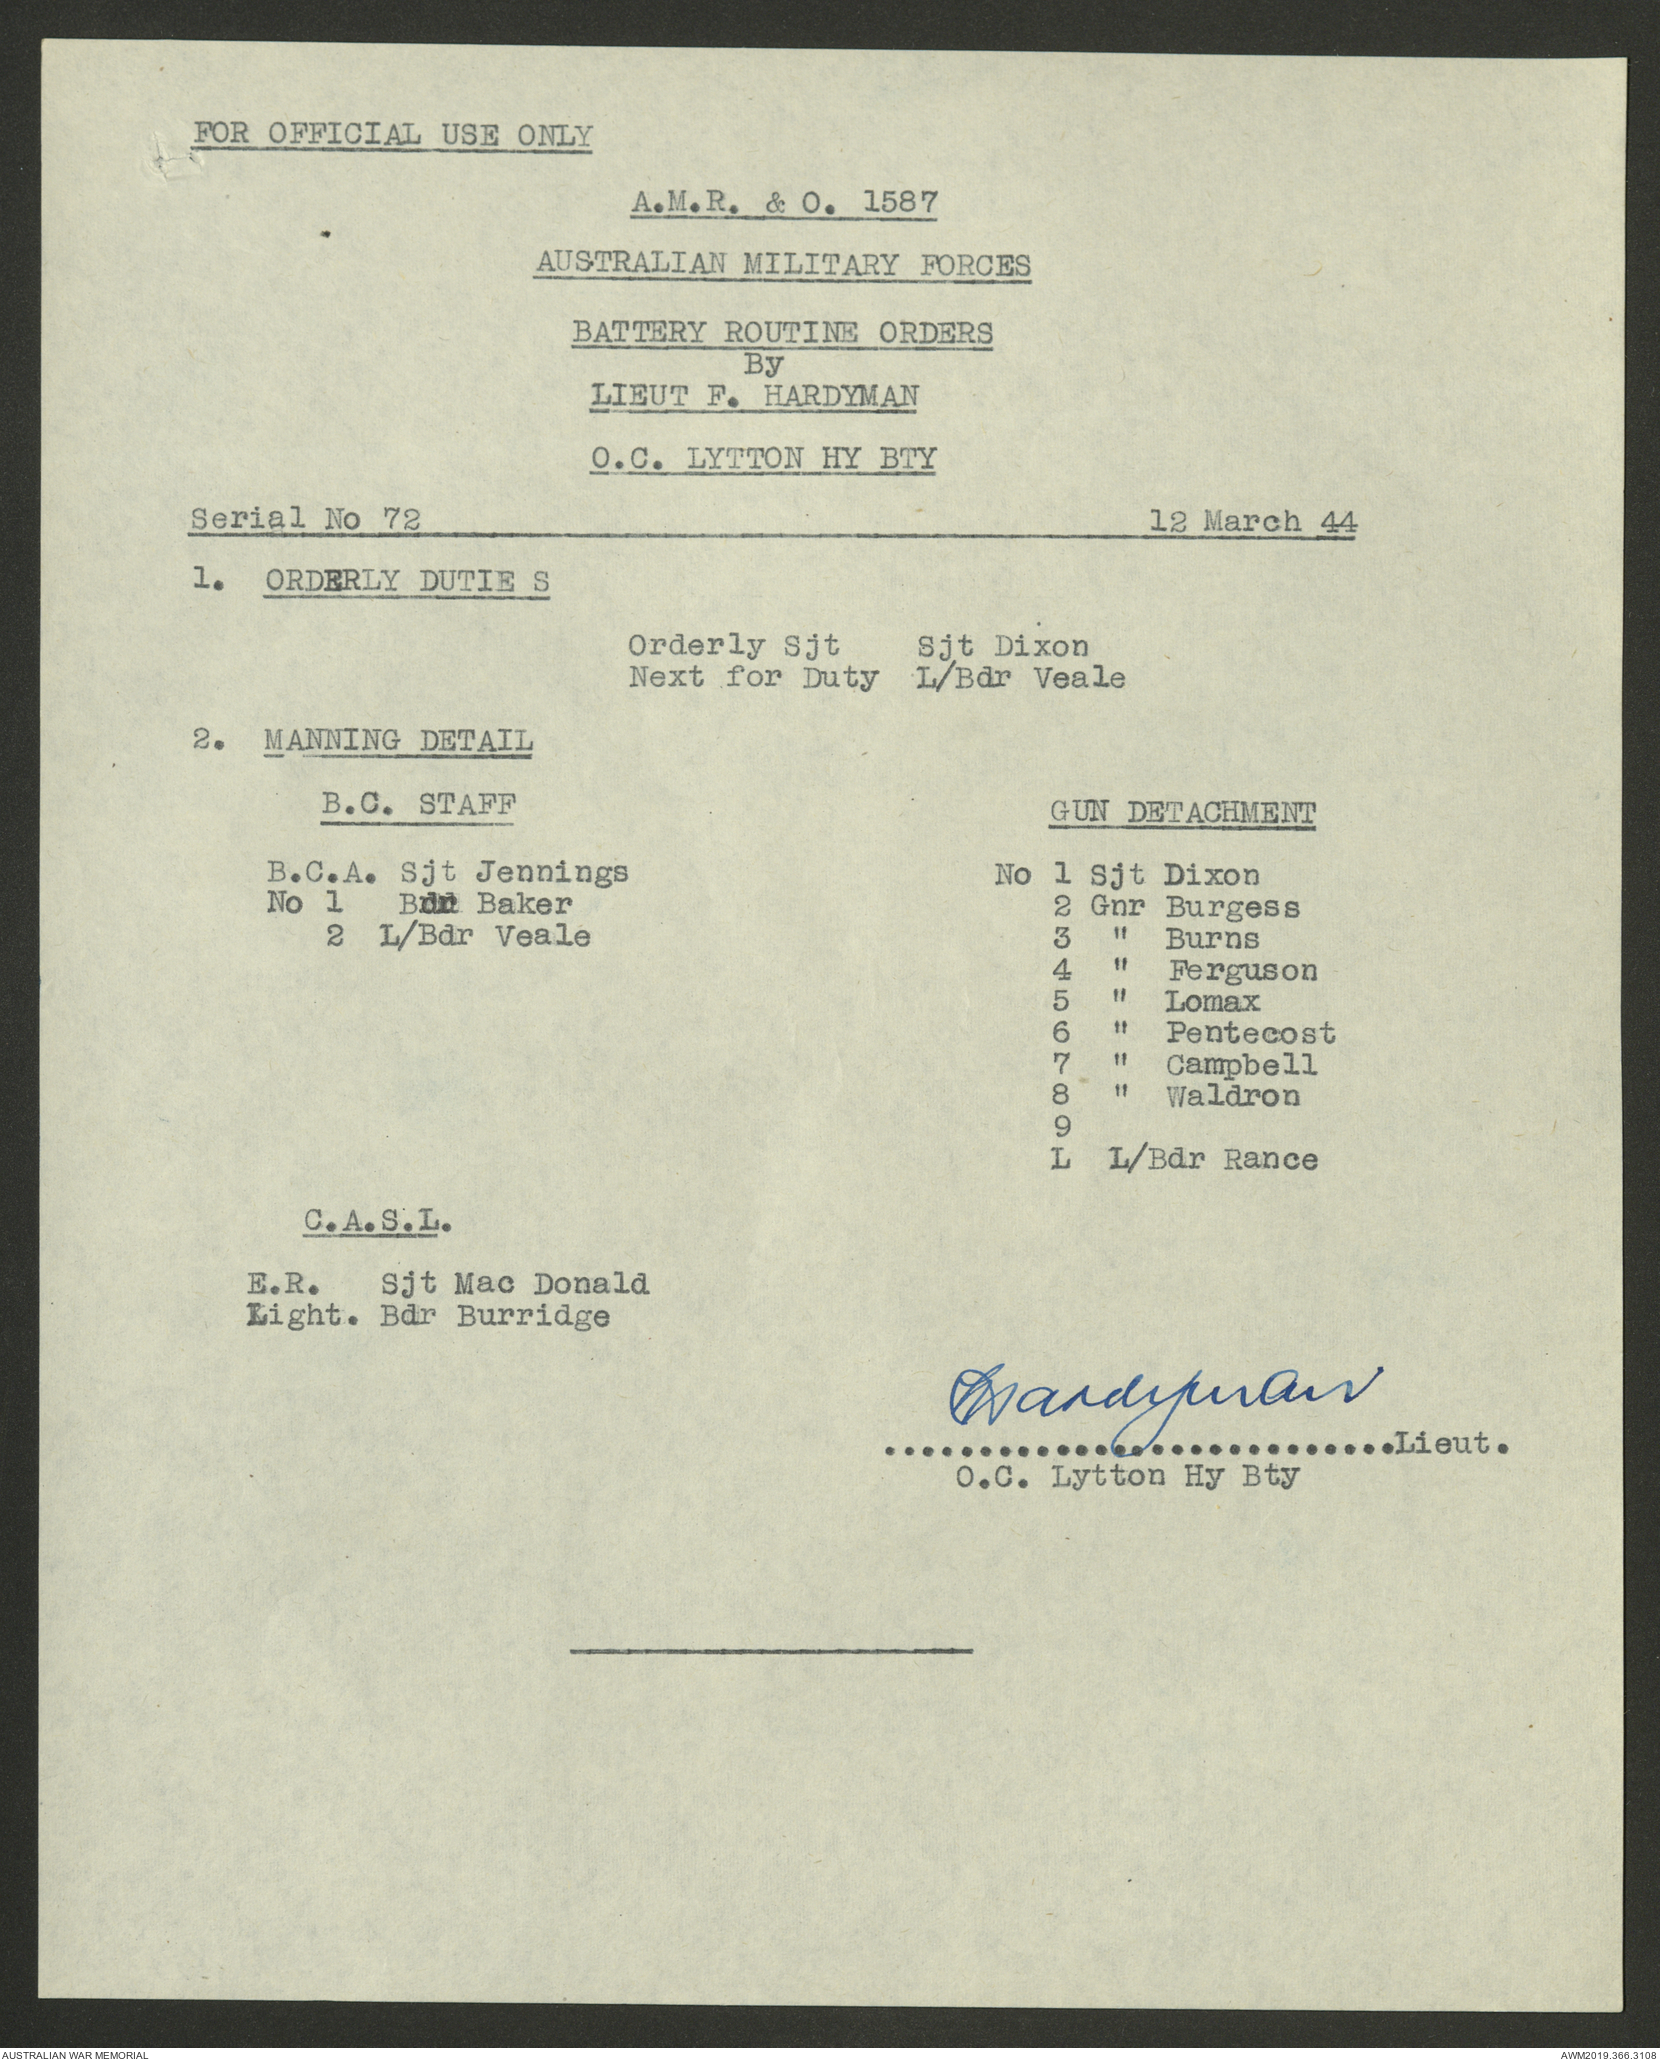 FOR OFFICIAL USE ONLY
A.M.R. & O. 1587
AUSTRALIAN MILITARY FORCES
BATTERY ROUTINE ORDERS
By
LIEUT F. HARDYMAN
O.C. LYTTON HY BTY
Serial No 72 12 March 44
1. ORDERLY DUTIE S
Orderly Sjt Sjt Dixon
Next for Duty L/Bdr Veale
2. MANNING DETAIL
B.C. STAFF
B.C.A. Sjt Jennings
No 1 Bdr Baker
2 L/Bdr Veale
GUN DETACHMENT
No 1 Sjt Dixon
2 Gnr Burgess
3 " Burns
4 " Ferguson
5 " Lomax
6 " Pentecost
7 " Campbell
8 " Waldron
9
L L/Bdr Rance
C.A.S.L.
E.R. Sjt Mac Donald
Light. Bdr Burridge
Hardyman
...........................Lieut.
O.C. Lytton Hy Bty
AUSTRALIAN WAR MEMORIAL
AWM2019.366.3108